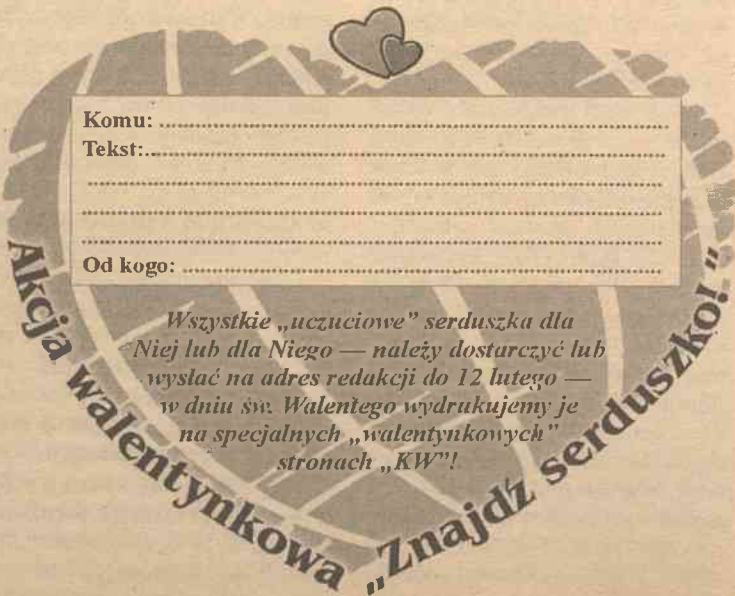 Komu: ..........
Tekst:..........
..........
..........
..........
Od kogo: ..........
Wszystkie „uczuciowe” serduszka dla
Niej lub dla Niego — należy dostarczyć lub
wysłać na adres redakcji do 12 lutego —
w dniu św. Walentego wydrukujemy je
na specjalnych „walentynkowych”
stronach „KW”!
Akcja walentynkowa „Znajdź serduszko!”